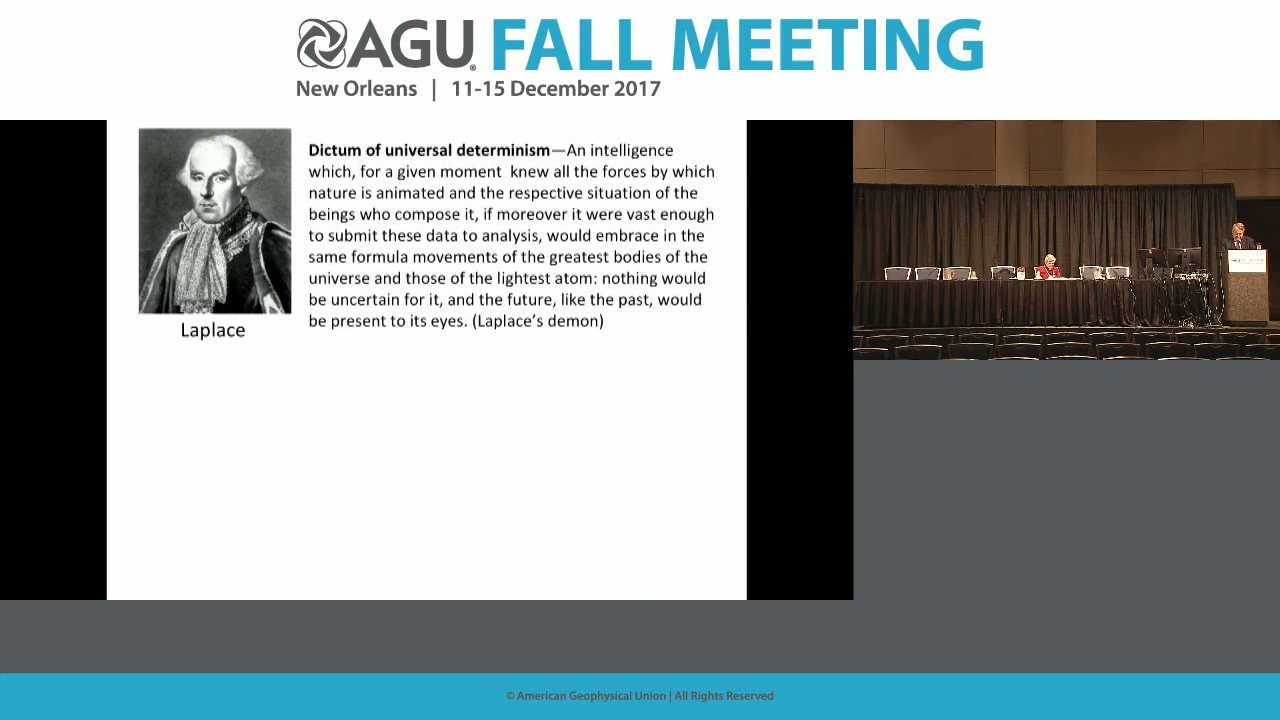 AGU FALL MEETING
New Orleans | 11-15 December 2017
Dictum of universal determinism—An intelligence
which, for a given moment knew all the forces by which
nature is animated and the respective situation of the
beings who compose it, if moreover it were vast enough
to submit these data to analysis, would embrace in the
same formula movements of the greatest bodies of the
universe and those of the lightest atom: nothing would
be uncertain for it, and the future, like the past, would
be present to its eyes. (Laplace's demon)
Laplace
© American Geophysical Union | All Rights Reserved